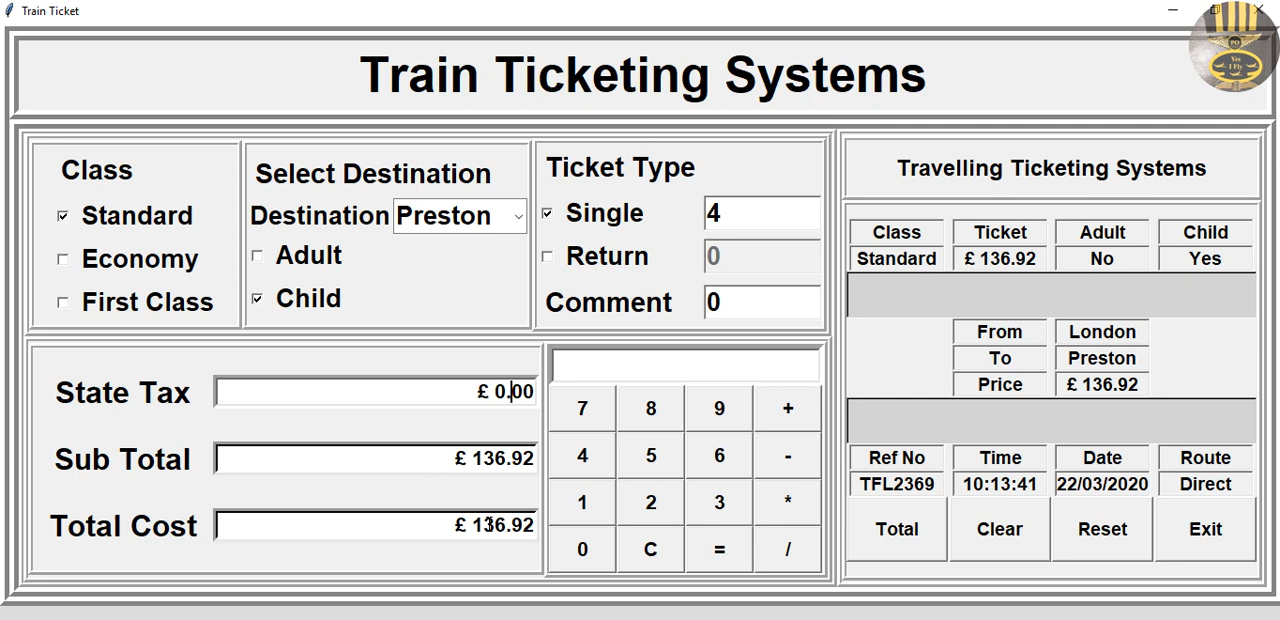 Train Ticket
PO
Yes
I Fly
Train Ticketing Systems
Class
Standard
Economy
First Class
Select Destination
Destination Preston
Adult
Child
Ticket Type
Single 4
Return 0
Comment 0
State Tax £ 0.00
Sub Total £ 136.92
Total Cost £ 136.92
7 8 9 +
4 5 6 -
1 2 3 *
0 C = /
Travelling Ticketing Systems
Class Ticket Adult Child
Standard £ 136.92 No Yes
From London
To Preston
Price £ 136.92
Ref No Time Date Route
TFL2369 10:13:41 22/03/2020 Direct
Total Clear Reset Exit